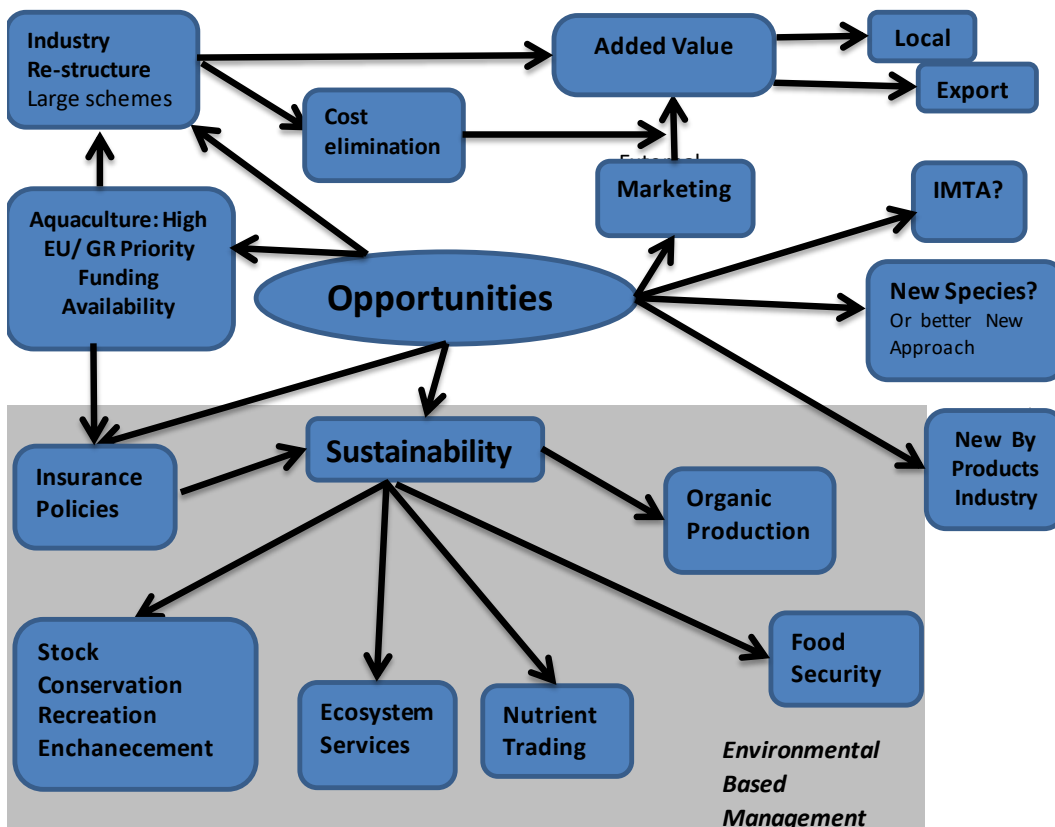 Industry
Re-structure
Large schemes
Added Value
Local
Export
Cost
elimination
External
Marketing
IMTA?
Aquaculture: High
EU/ GR Priority
Funding
Availability
Opportunities
New Species?
Or better New
Approach
Insurance
Policies
Sustainability
Organic
Production
New By
Products
Industry
Stock
Conservation
Recreation
Enchanecement
Ecosystem
Services
Nutrient
Trading
Food
Security
Environmental
Based
Management